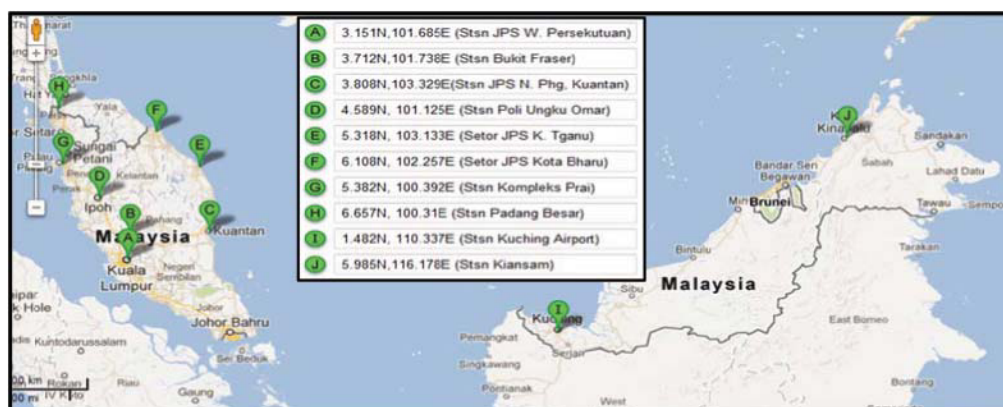 A 3.151N,101.685E (Stsn JPS W. Persekutuan)
B 3.712N,101.738E (Stsn Bukit Fraser)
C 3.808N,103.329E(Stsn JPS N. Phg, Kuantan)
D 4.589N, 101.125E (Stsn Poli Ungku Omar)
E 5.318N, 103.133E (Setor JPS K. Tganu)
F 6.108N, 102.257E (Setor JPS Kota Bharu)
G 5.382N, 100.392E (Stsn Kompleks Prai)
H 6.657N, 100.31E (Stsn Padang Besar)
I 1.482N, 110.337E (Stsn Kuching Airport)
J 5.985N,116.178E (Stsn Kiansam)
Songkhla
H
Yala
F
G
Sungai
Petani
E
Kelantan
D
Ipoh
B
Pahang
C
Kuantan
Malaysia
A
Kuala
Lumpur
Negeri
Sembilan
Johor
Johor Bahru
Hole
Kuntodarussalam
Rokan
Riau
Gaung
J
Kinabalu
Sandakan
Sabah
Lahad Datu
Bandar Seri
Begawan
Brunei
Tawau
Tarakan
Bintulu
Malaysia
Sibu
I
Kuching
Serian
Pemangkat
Singkawang
Pontianak
West
East Borneo
Bontang